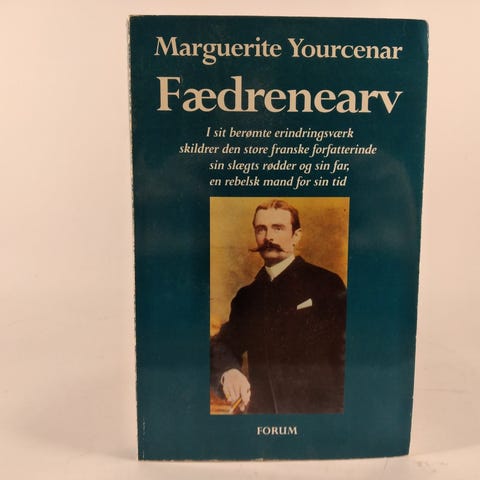 Marguerite Yourcenar
Fædrenearv
I sit berømte erindringsværk
skildrer den store franske forfatterinde
sin slægts rødder og sin far,
en rebelsk mand for sin tid
FORUM